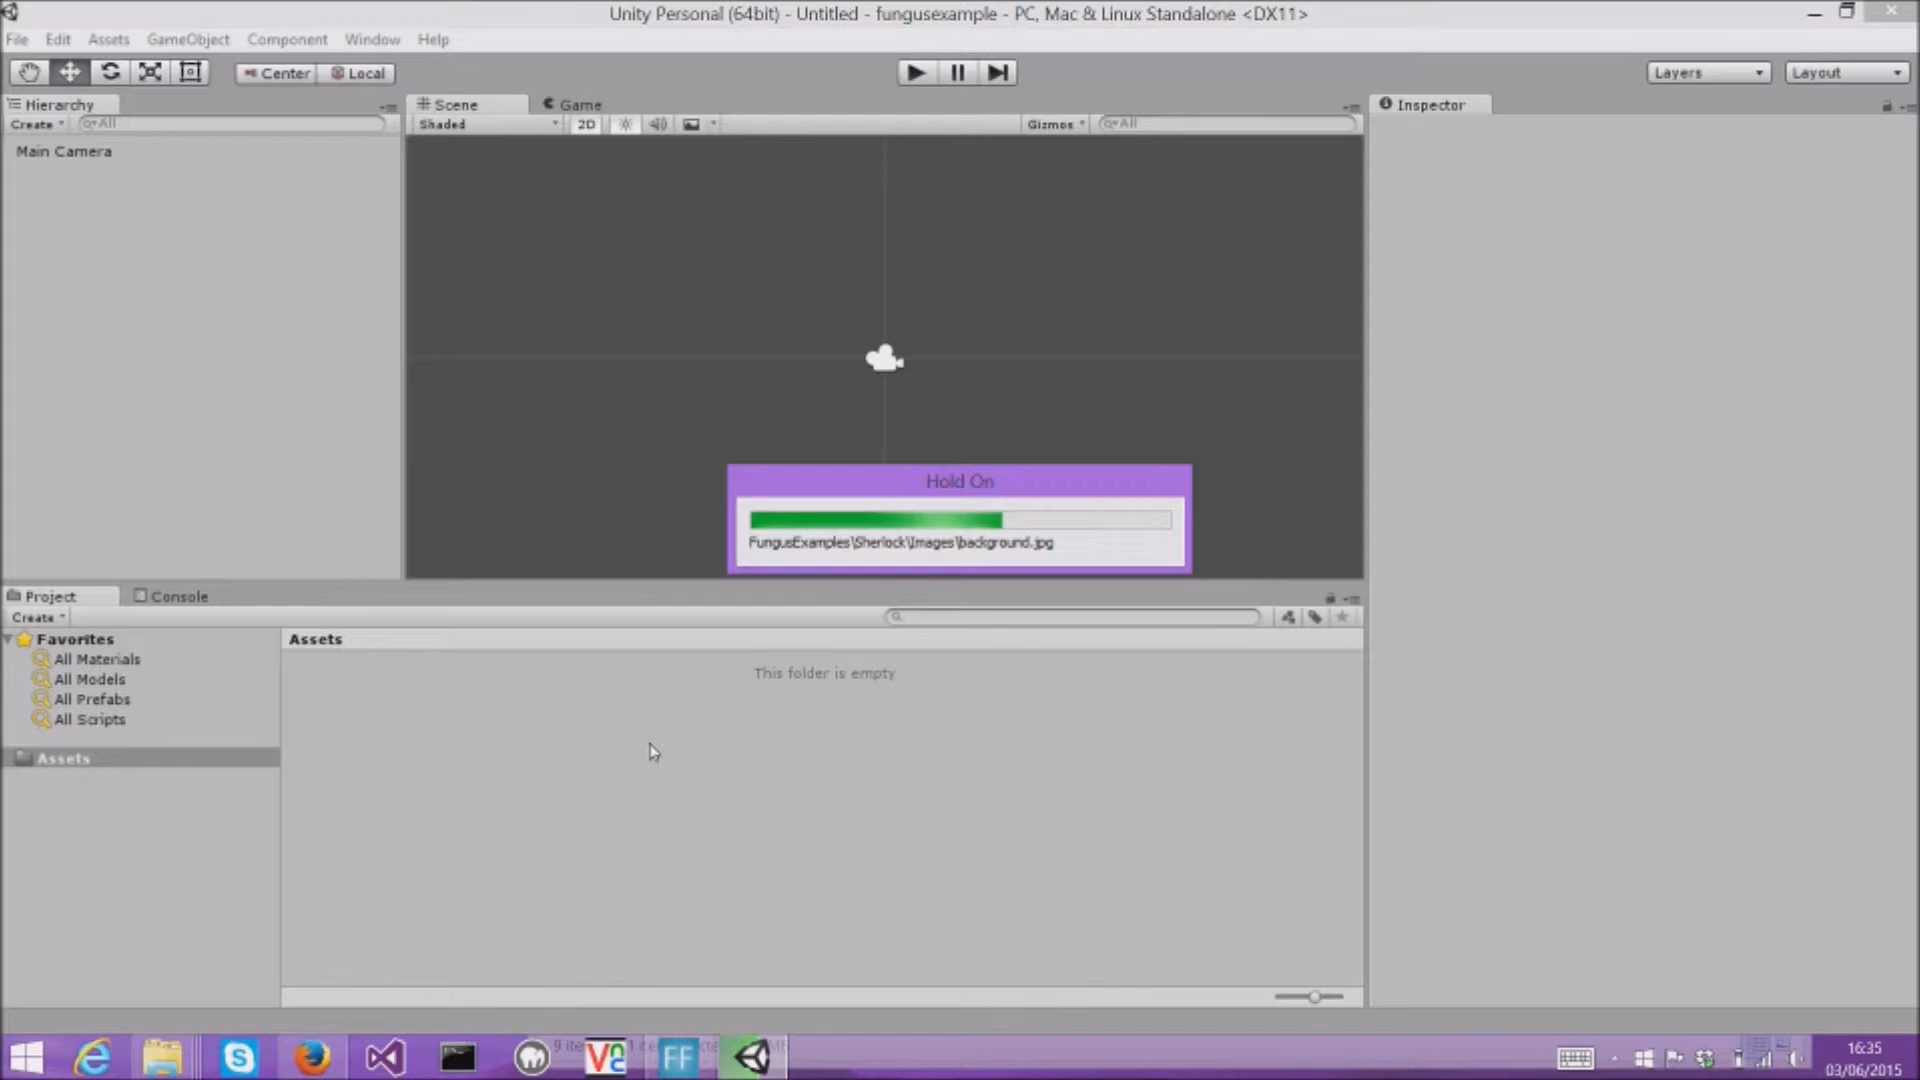 Unity Personal (64bit) - Untitled - fungusexample - PC, Mac & Linux Standalone <DX11>
File Edit Assets GameObject Component Window Help
Center Local Layers Layout
Hierarchy Scene Game Inspector
Create All Shaded 2D Gizmos All
Main Camera
Hold On
FungusExamples\Sherlock\Images\background.jpg
Project Console
Create
Favorites Assets
All Materials This folder is empty
All Models
All Prefabs
All Scripts
Assets
FF
16:35
03/06/2015